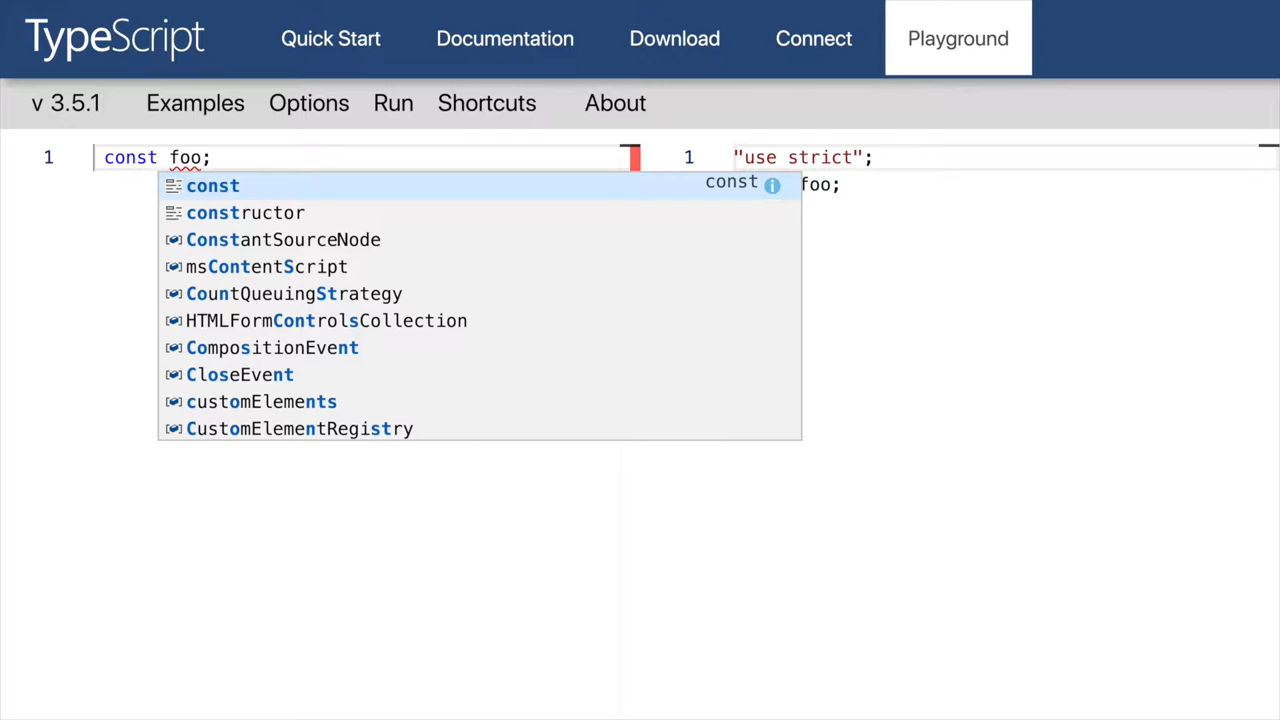 TypeScript Quick Start Documentation Download Connect Playground
v 3.5.1 Examples Options Run Shortcuts About
1 const foo;
1 "use strict";
foo;
const const
constructor
ConstantSourceNode
msContentScript
CountQueuingStrategy
HTMLFormControlsCollection
CompositionEvent
CloseEvent
customElements
CustomElementRegistry